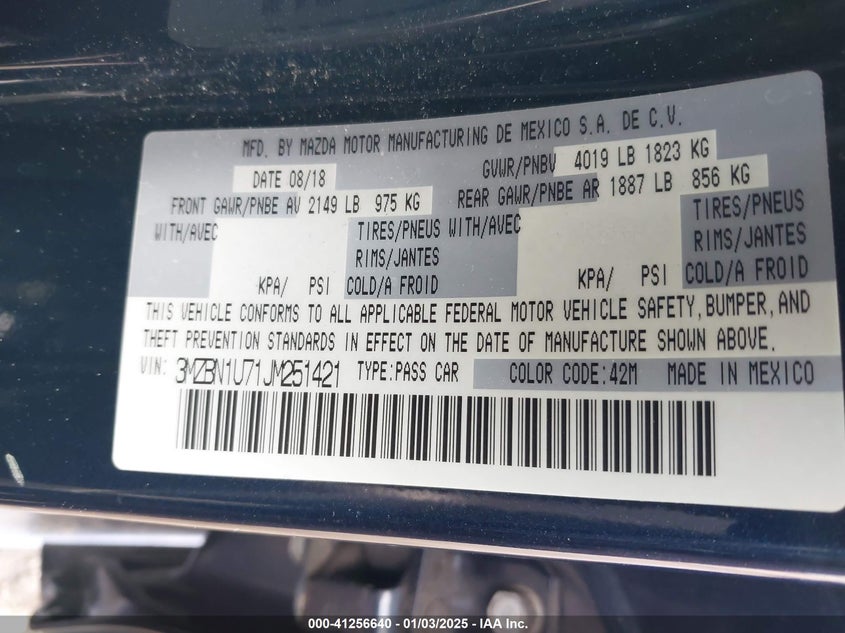 MFD. BY MAZDA MOTOR MANUFACTURING DE MEXICO S.A. DE C.V.
DATE 08/18 GVWR/PNBV 4019 LB 1823 KG
FRONT GAWR/PNBE AV 2149 LB 975 KG REAR GAWR/PNBE AR 1887 LB 856 KG
WITH/AVEC TIRES/PNEUS WITH/AVEC TIRES/PNEUS
RIMS/JANTES RIMS/JANTES
KPA/ PSI COLD/A FROID KPA/ PSI COLD/A FROID
THIS VEHICLE CONFORMS TO ALL APPLICABLE FEDERAL MOTOR VEHICLE SAFETY, BUMPER, AND
THEFT PREVENTION STANDARDS IN EFFECT ON THE DATE OF MANUFACTURE SHOWN ABOVE.
VIN: 3MZBN1U71JM251421 TYPE:PASS CAR COLOR CODE:42M MADE IN MEXICO
000-41256640 / 01/03/2025 - IAA Inc.